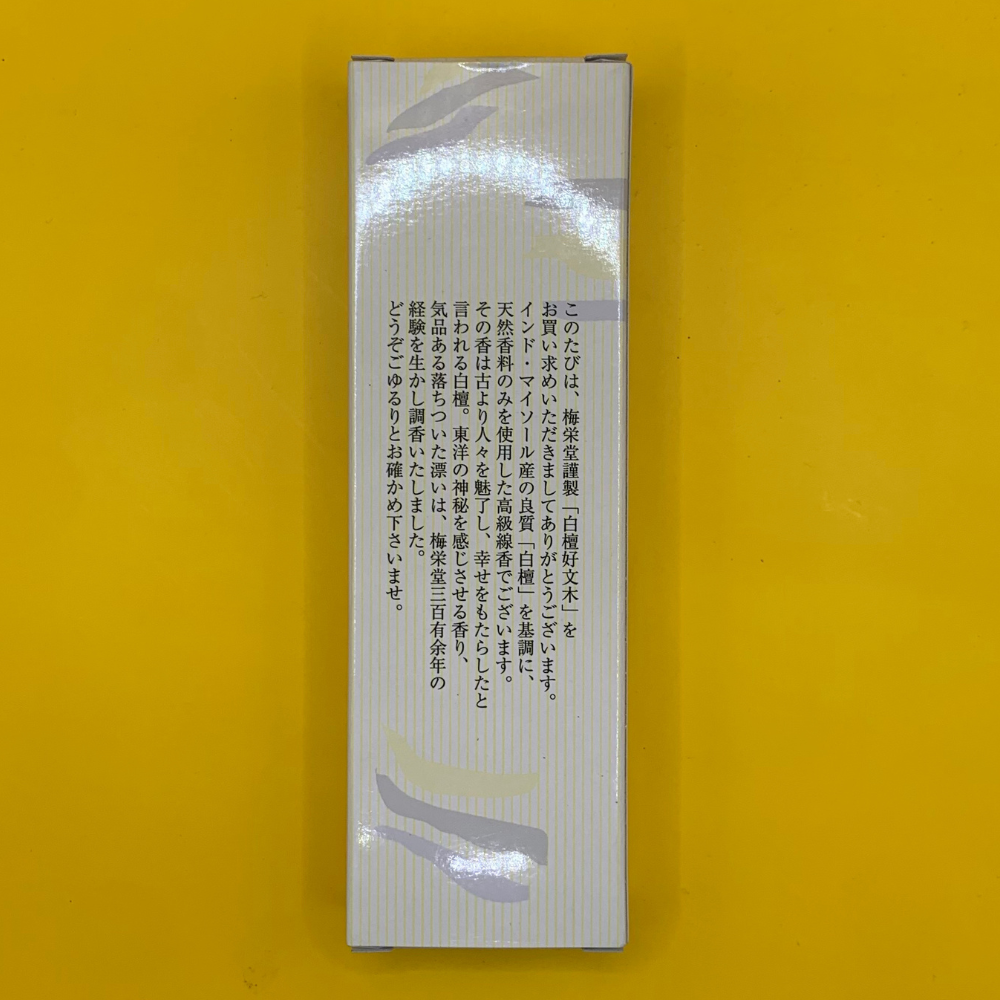 このたびは、梅栄堂謹製「白檀好文木」を
お買い求めいただきましてありがとうございます。
インド・マイソール産の良質「白檀」を基調に、
天然香料のみを使用した高級線香でございます。
その香は古より人々を魅了し、幸せをもたらしたと
言われる白檀。東洋の神秘を感じさせる香り、
気品ある落ちついた漂いは、梅栄堂三百有余年の
経験を生かし調香いたしました。
どうぞごゆるりとお確かめ下さいませ。